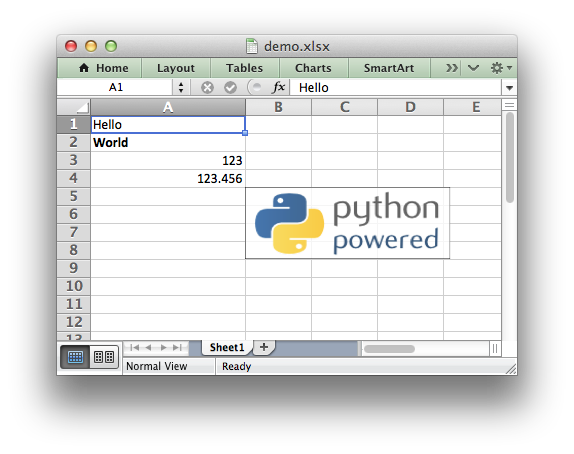 demo.xlsx
Home Layout Tables Charts SmartArt
A1 fx Hello
A B C D E
1 Hello
2 World
3 123
4 123.456
5
6
7
8
9
10
11
12
13
python
powered
Sheet1
Normal View Ready